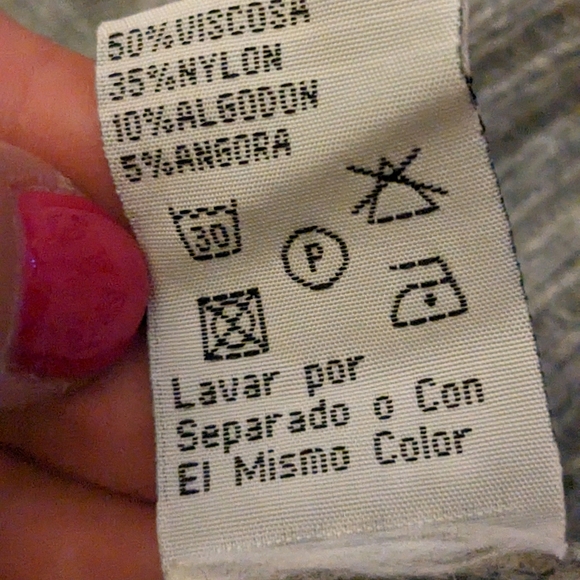 50%VISCOSA
35%NYLON
10%ALGODON
5%ANGORA
30
P
Lavar por
Separado o Con
El Mismo Color